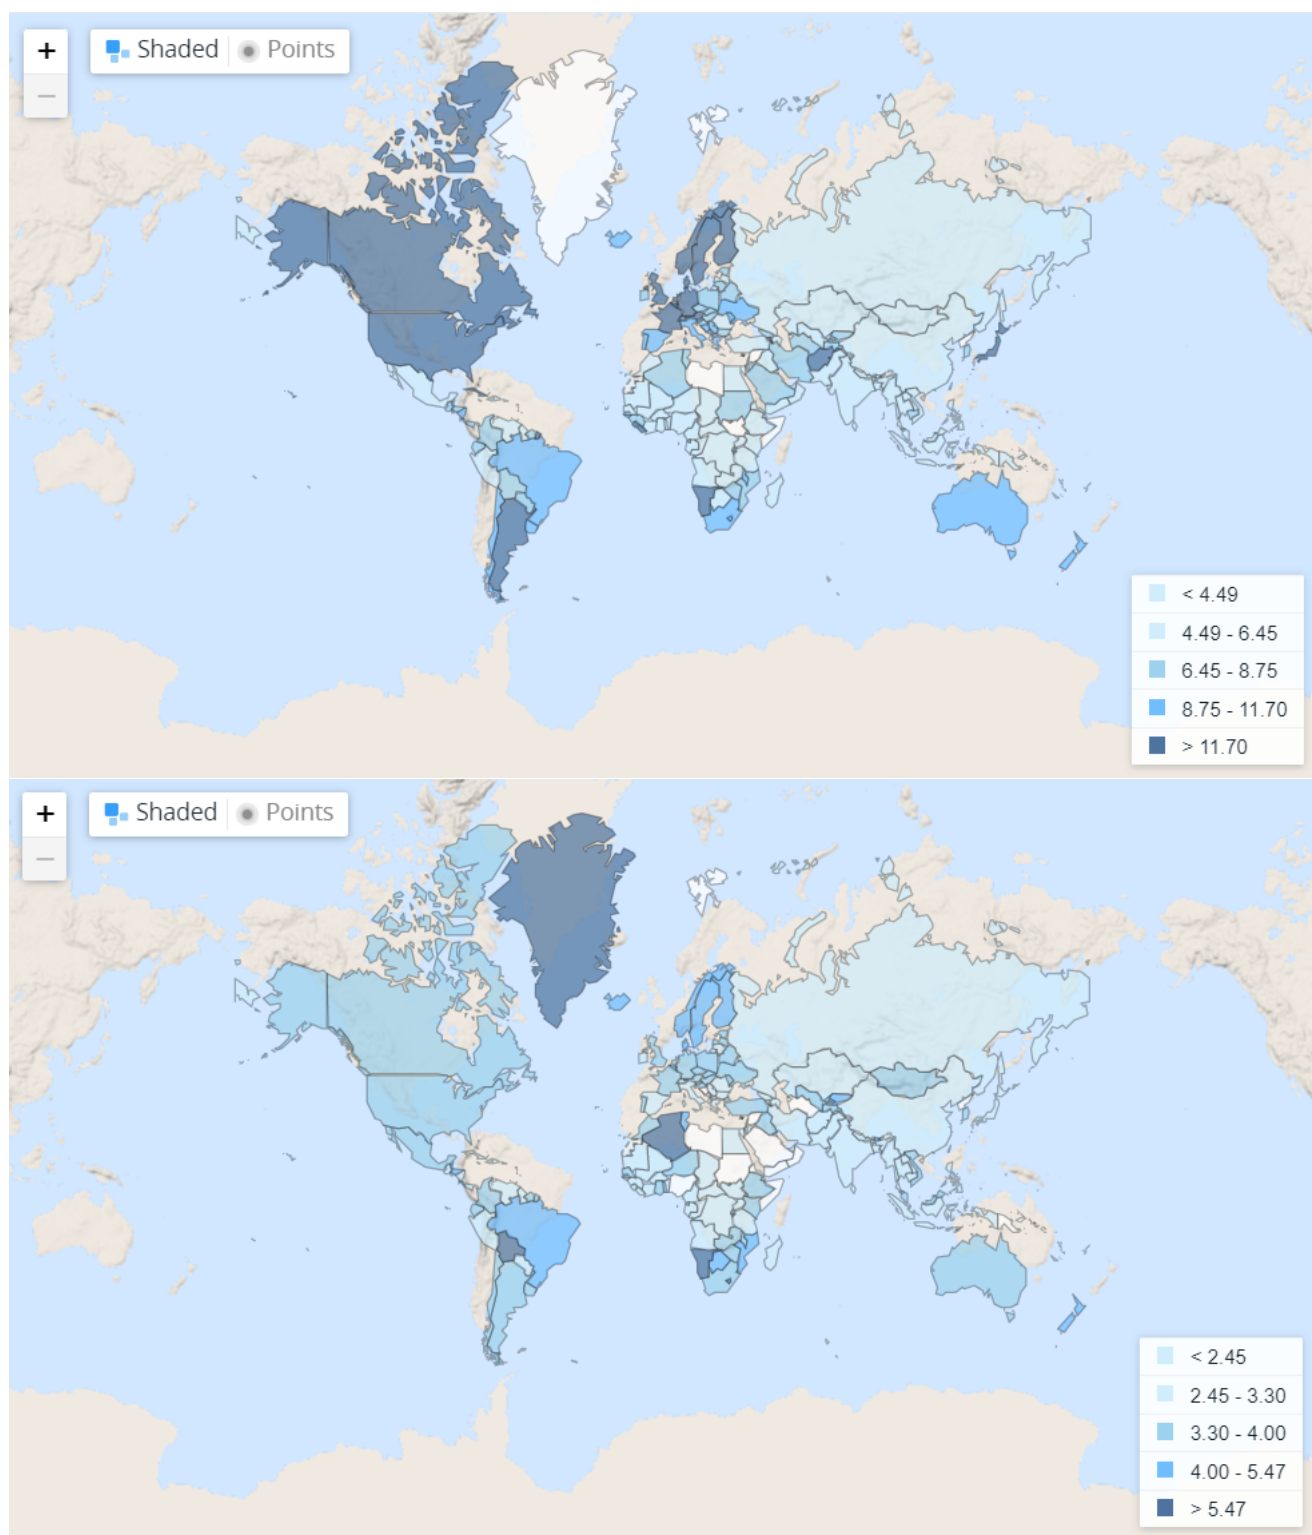 +
Shaded Points
−
< 4.49
4.49 - 6.45
6.45 - 8.75
8.75 - 11.70
> 11.70
+
Shaded Points
−
< 2.45
2.45 - 3.30
3.30 - 4.00
4.00 - 5.47
> 5.47